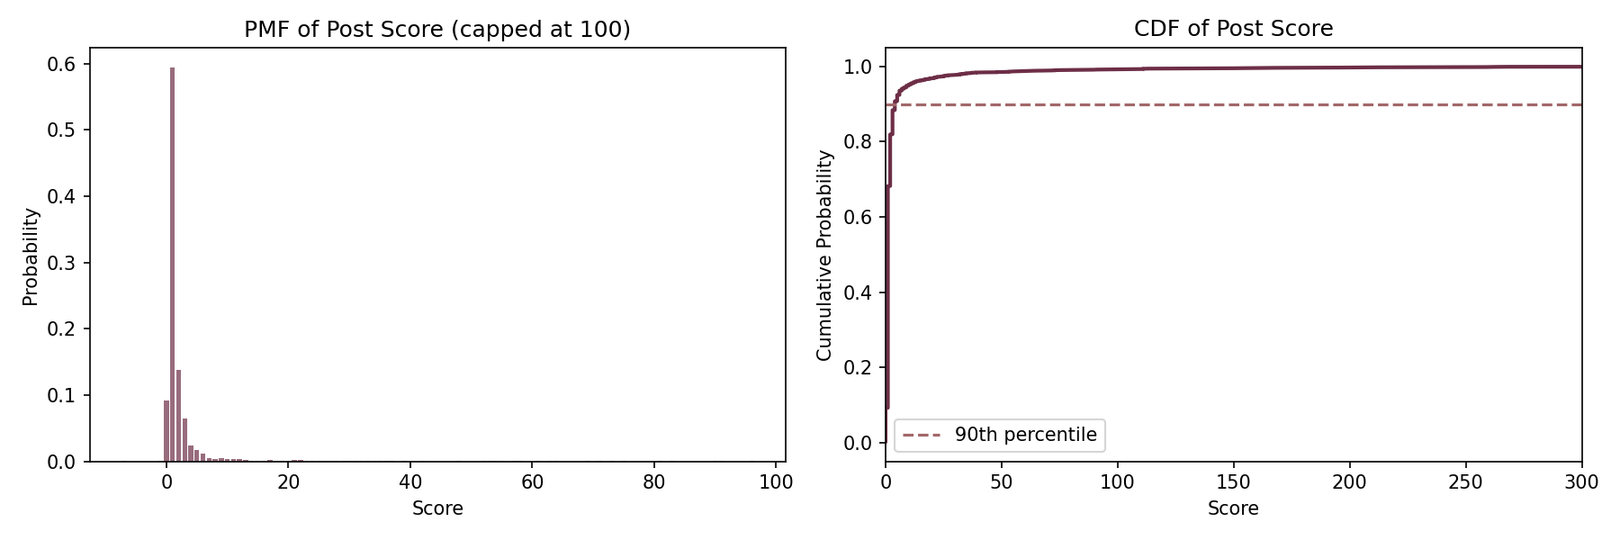 PMF of Post Score (capped at 100)
Probability
0.6
0.5
0.4
0.3
0.2
0.1
0.0
0 20 40 60 80 100
Score
CDF of Post Score
Cumulative Probability
1.0
0.8
0.6
0.4
0.2
0.0
90th percentile
0 50 100 150 200 250 300
Score